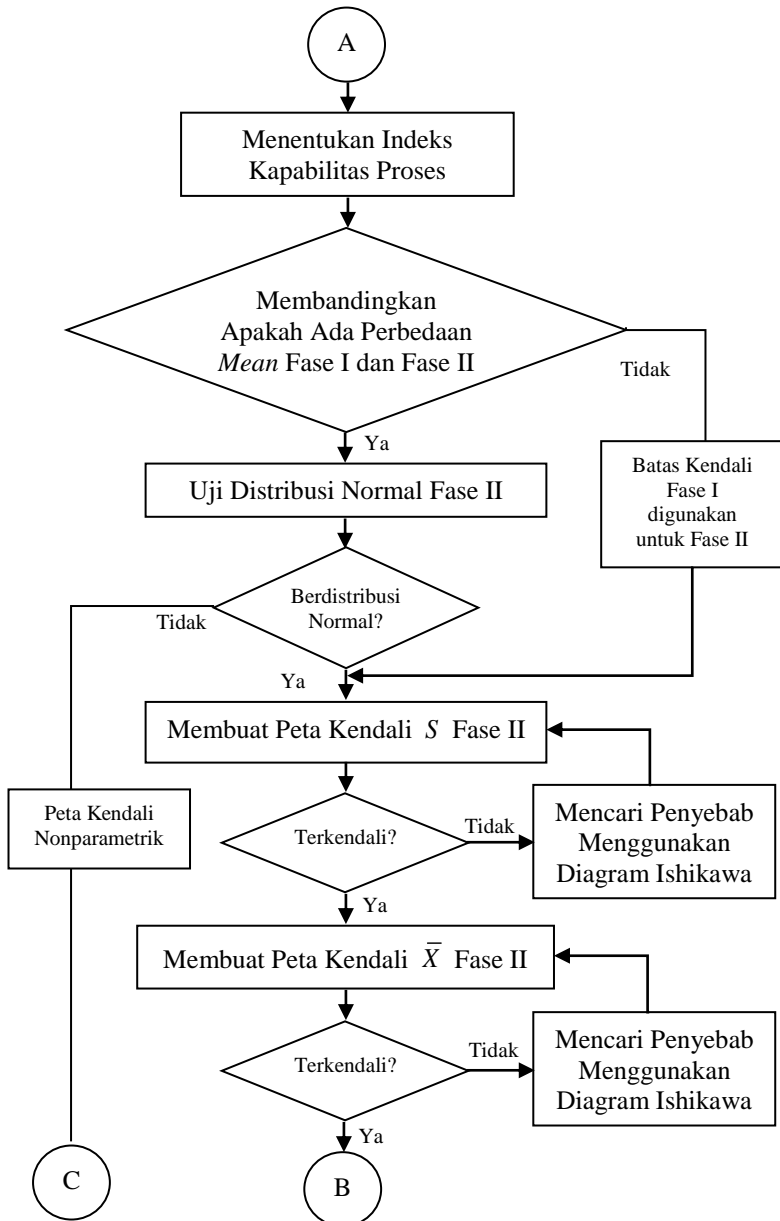 A
Menentukan Indeks
Kapabilitas Proses
Membandingkan
Apakah Ada Perbedaan
Mean Fase I dan Fase II
Tidak
Ya
Batas Kendali
Fase I
digunakan
untuk Fase II
Uji Distribusi Normal Fase II
Berdistribusi
Normal?
Tidak
Ya
Membuat Peta Kendali S Fase II
Peta Kendali
Nonparametrik
Terkendali?
Tidak
Mencari Penyebab
Menggunakan
Diagram Ishikawa
Ya
Membuat Peta Kendali X̅ Fase II
Terkendali?
Tidak
Mencari Penyebab
Menggunakan
Diagram Ishikawa
Ya
C
B